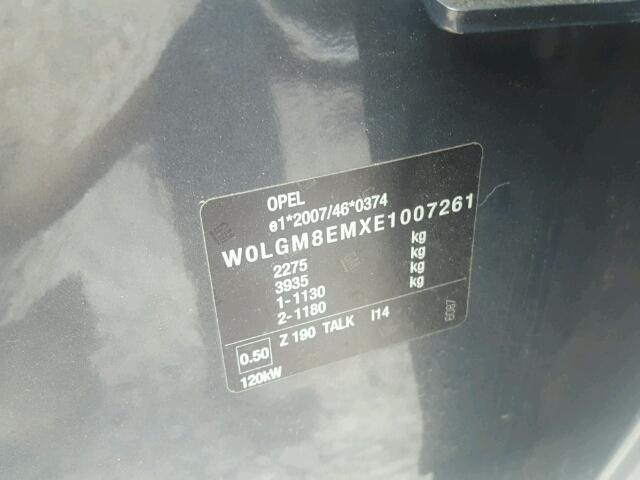 OPEL
e1*2007/46*0374
W0LGM8EMXE1007261
2275 kg
3935 kg
1-1130 kg
2-1180 kg
0.50 Z 190 TALK I14
120kW